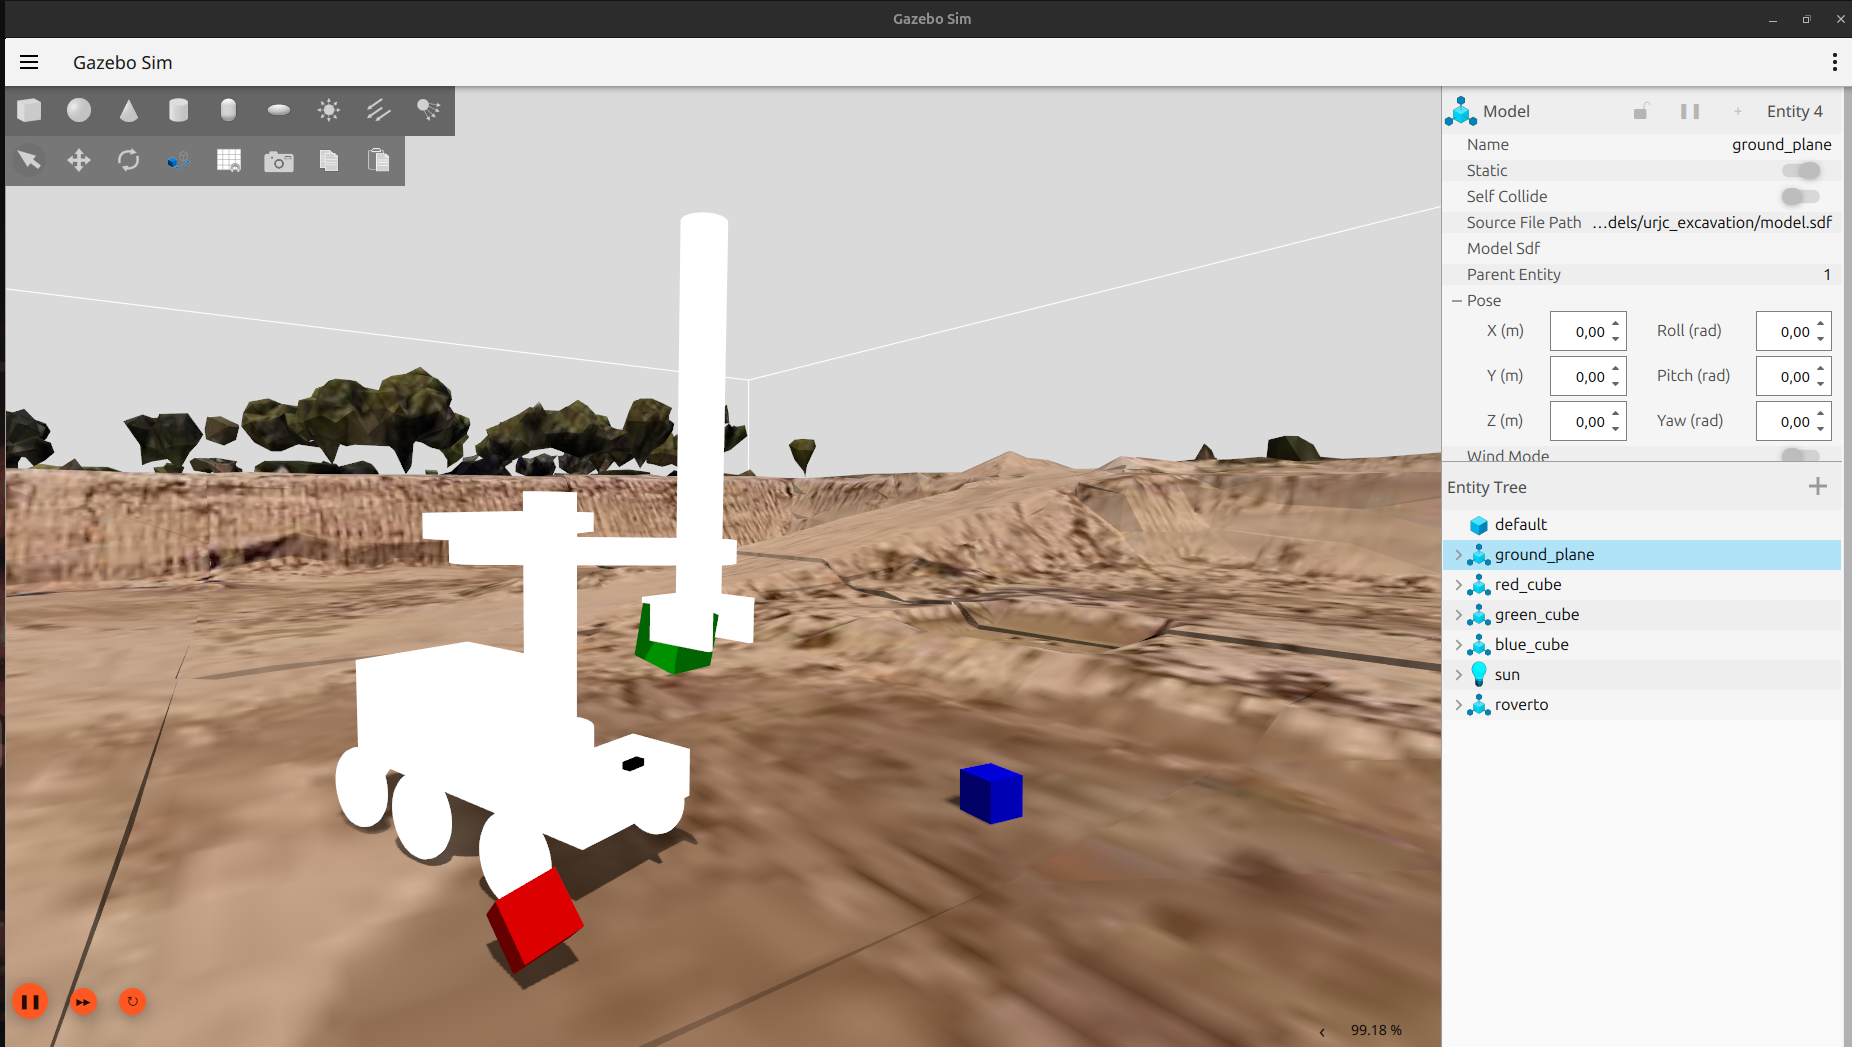 Gazebo Sim
Gazebo Sim
Model
Entity 4
Name ground_plane
Static
Self Collide
Source File Path ...dels/urjc_excavation/model.sdf
Model Sdf
Parent Entity 1
Pose
X (m) 0,00 Roll (rad) 0,00
Y (m) 0,00 Pitch (rad) 0,00
Z (m) 0,00 Yaw (rad) 0,00
Wind Mode
Entity Tree
default
ground_plane
red_cube
green_cube
blue_cube
sun
roverto
99.18 %